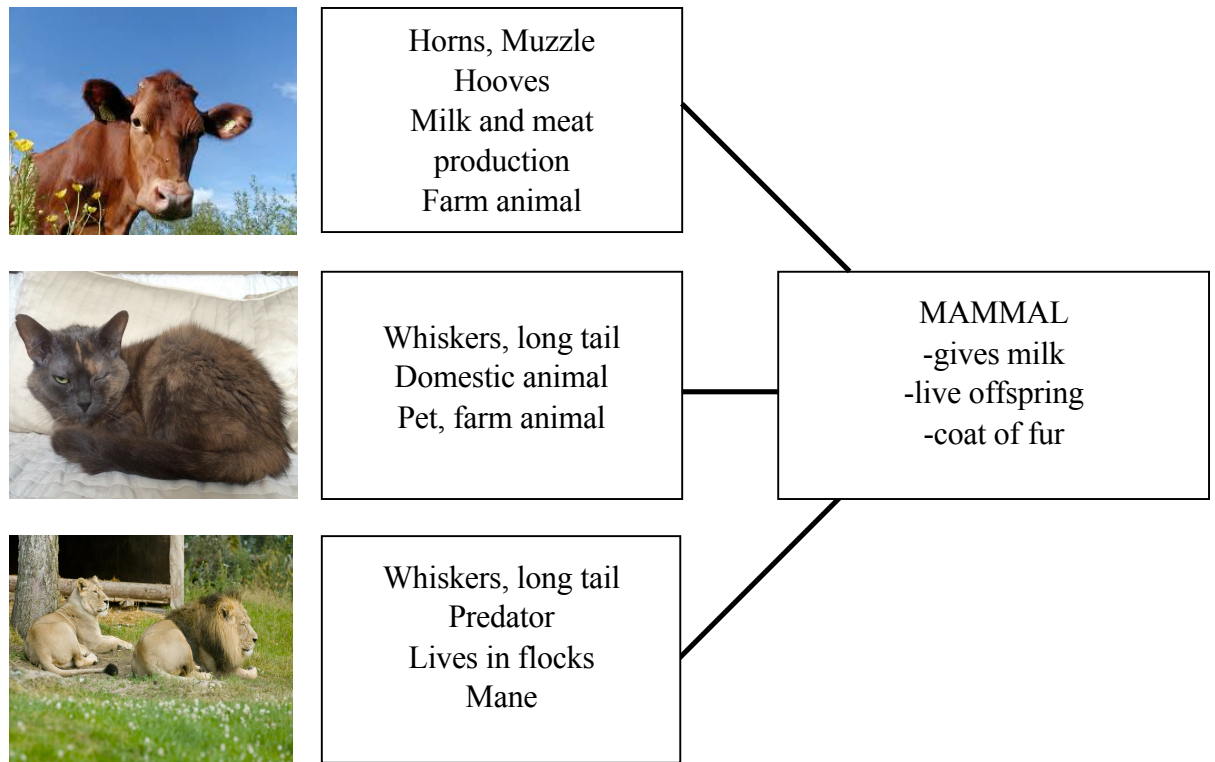 Horns, Muzzle
Hooves
Milk and meat
production
Farm animal
Whiskers, long tail
Domestic animal
Pet, farm animal
MAMMAL
-gives milk
-live offspring
-coat of fur
Whiskers, long tail
Predator
Lives in flocks
Mane